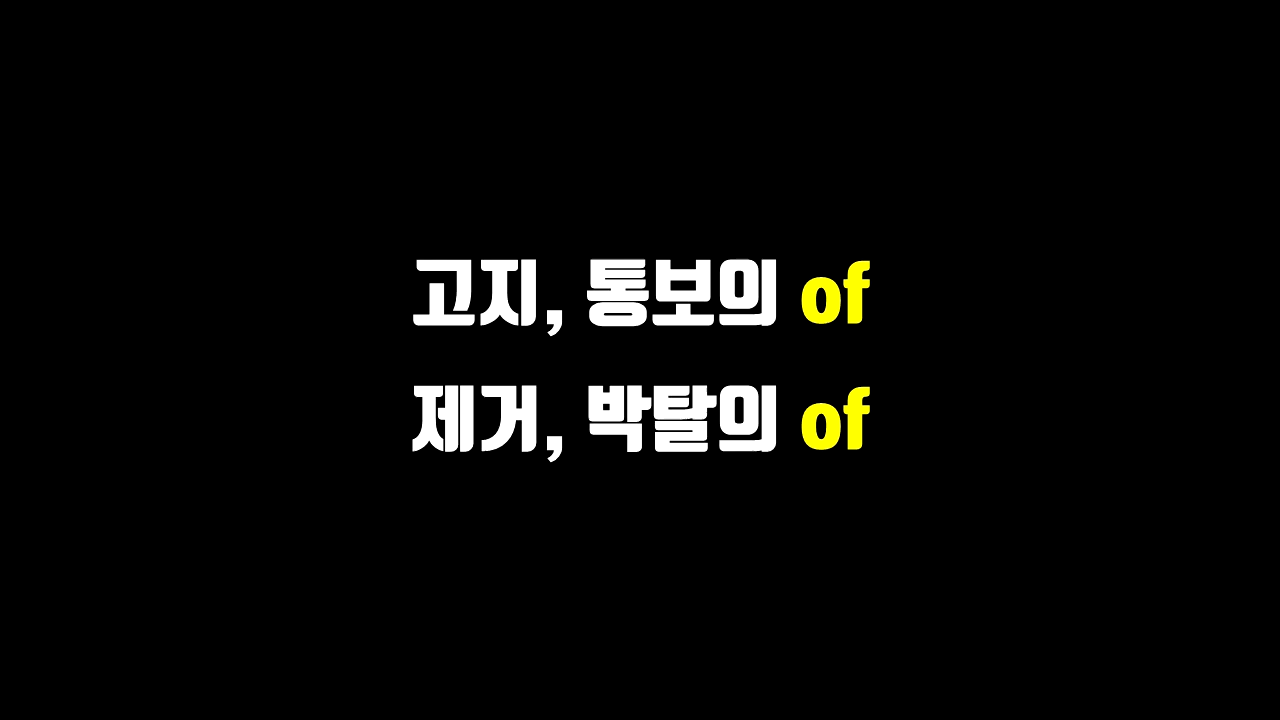 고지, 통보의 of
제거, 박탈의 of